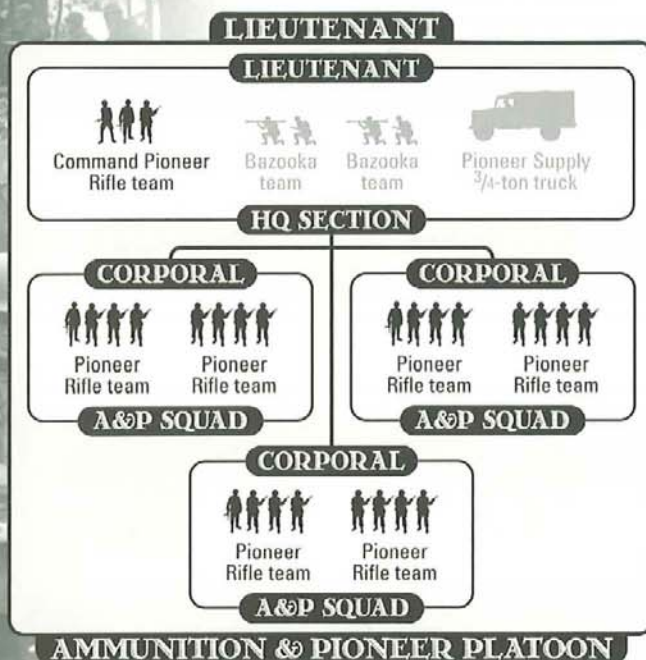 LIEUTENANT
LIEUTENANT
Command Pioneer
Rifle team
Bazooka
team
Bazooka
team
Pioneer Supply
3/4-ton truck
HQ SECTION
CORPORAL
Pioneer
Rifle team
Pioneer
Rifle team
A&P SQUAD
CORPORAL
Pioneer
Rifle team
Pioneer
Rifle team
A&P SQUAD
CORPORAL
Pioneer
Rifle team
Pioneer
Rifle team
A&P SQUAD
AMMUNITION & PIONEER PLATOON